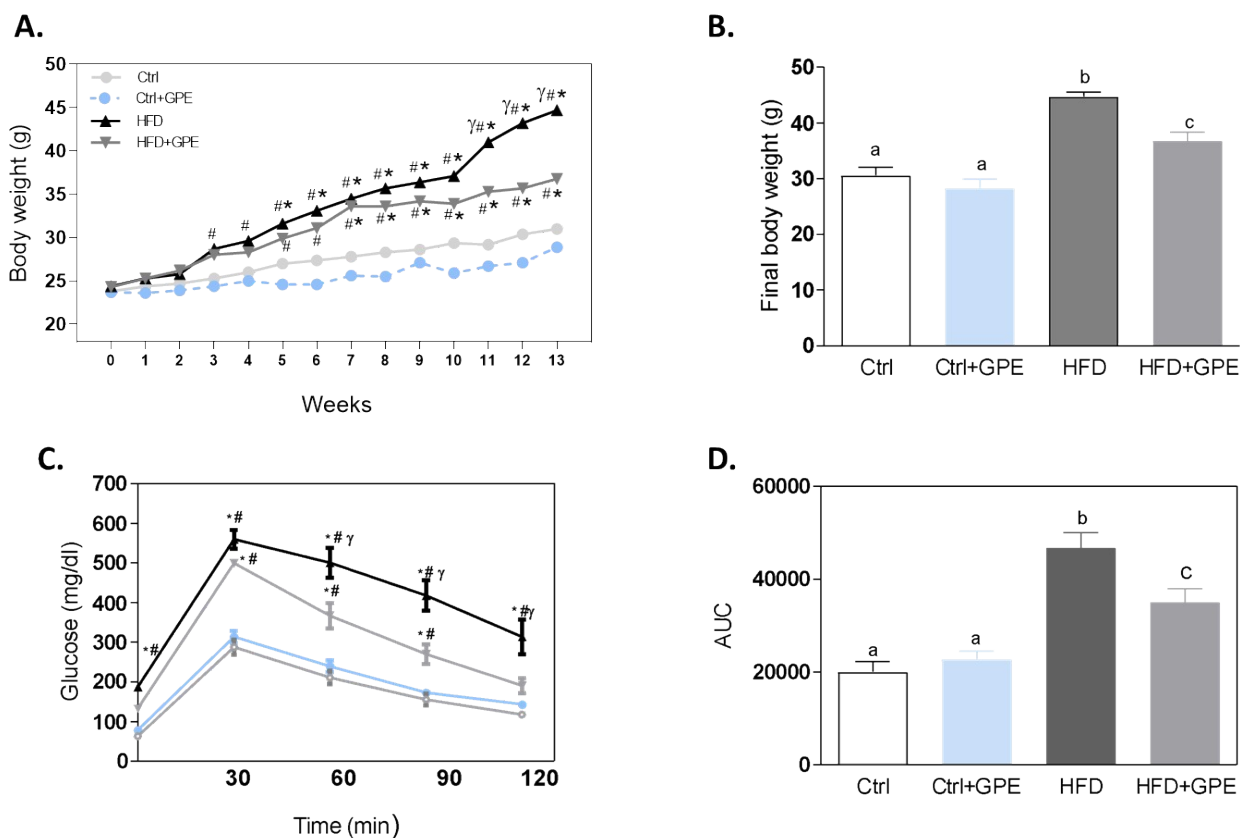 A.
50
45
40
35
30
25
20
Body weight (g)
Ctrl
Ctrl+GPE
HFD
HFD+GPE
#
#
#*
#*
#*
#*
#*
#*
γ#*
γ#*
γ#*
#
#
#*
#*
#*
#*
#*
#*
#*
0 1 2 3 4 5 6 7 8 9 10 11 12 13
Weeks
B.
50
40
30
20
10
0
Final body weight (g)
a
a
b
c
Ctrl Ctrl+GPE HFD HFD+GPE
C.
700
600
500
400
300
200
100
0
Glucose (mg/dl)
*#
*#
*# γ
*# γ
*#γ
*#
*#
*#
30 60 90 120
Time (min)
D.
60000
40000
20000
0
AUC
a
a
b
C
Ctrl Ctrl+GPE HFD HFD+GPE